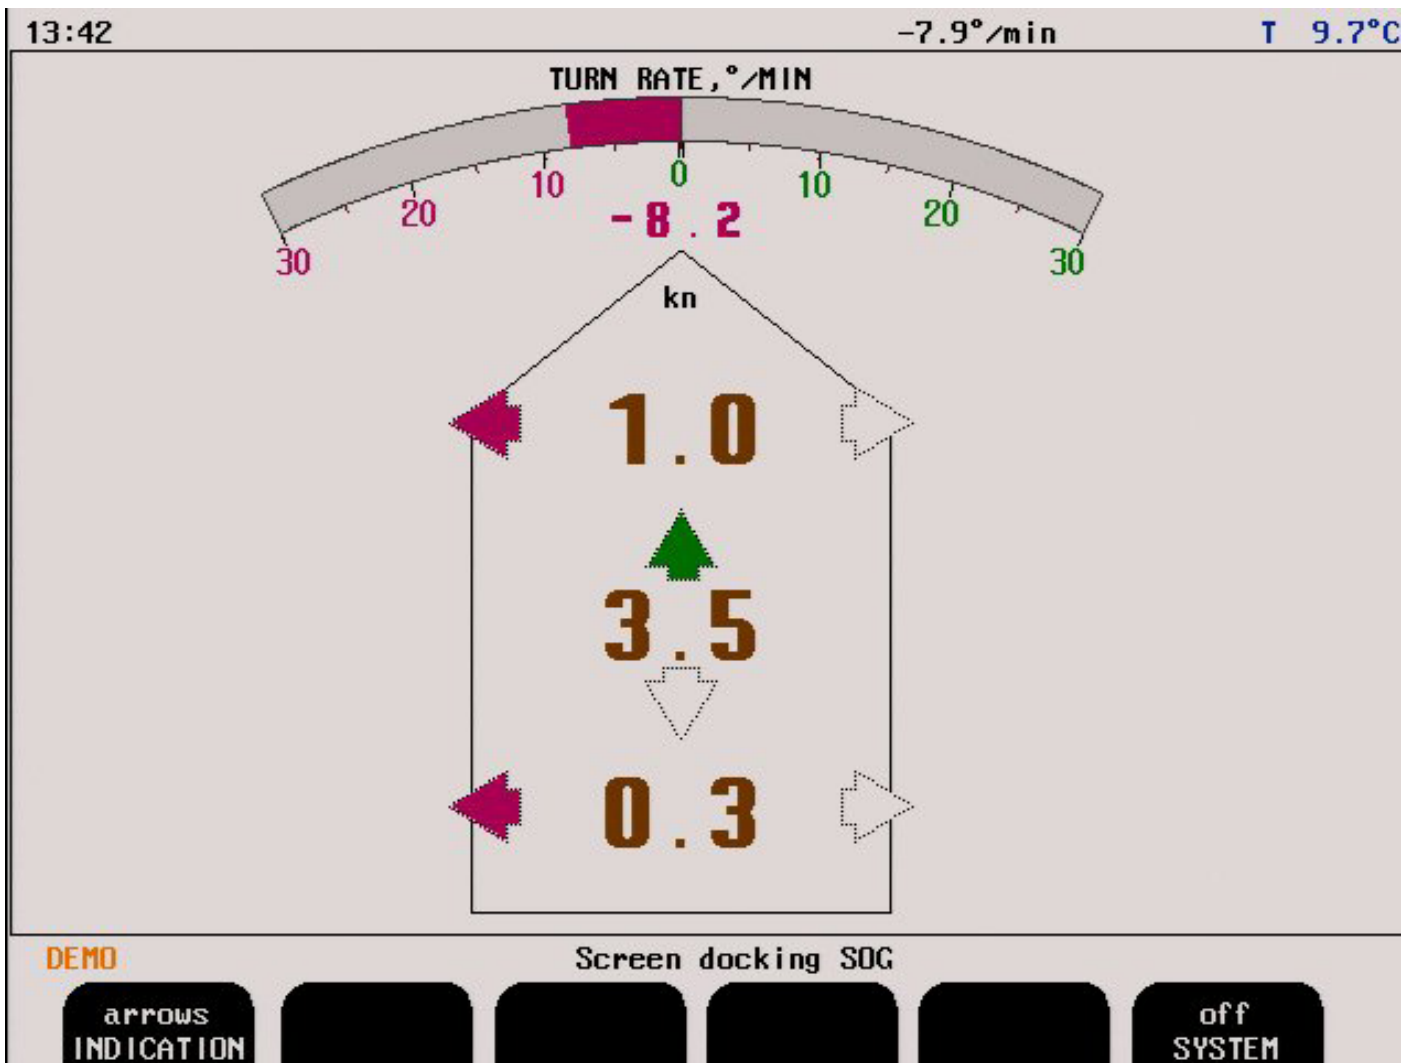 13:42 -7.9°/min T 9.7°C
TURN RATE,°/MIN
30 20 10 0 10 20 30
-8.2
kn
1.0
3.5
0.3
DEMO Screen docking SOG
arrows off
INDICATION SYSTEM